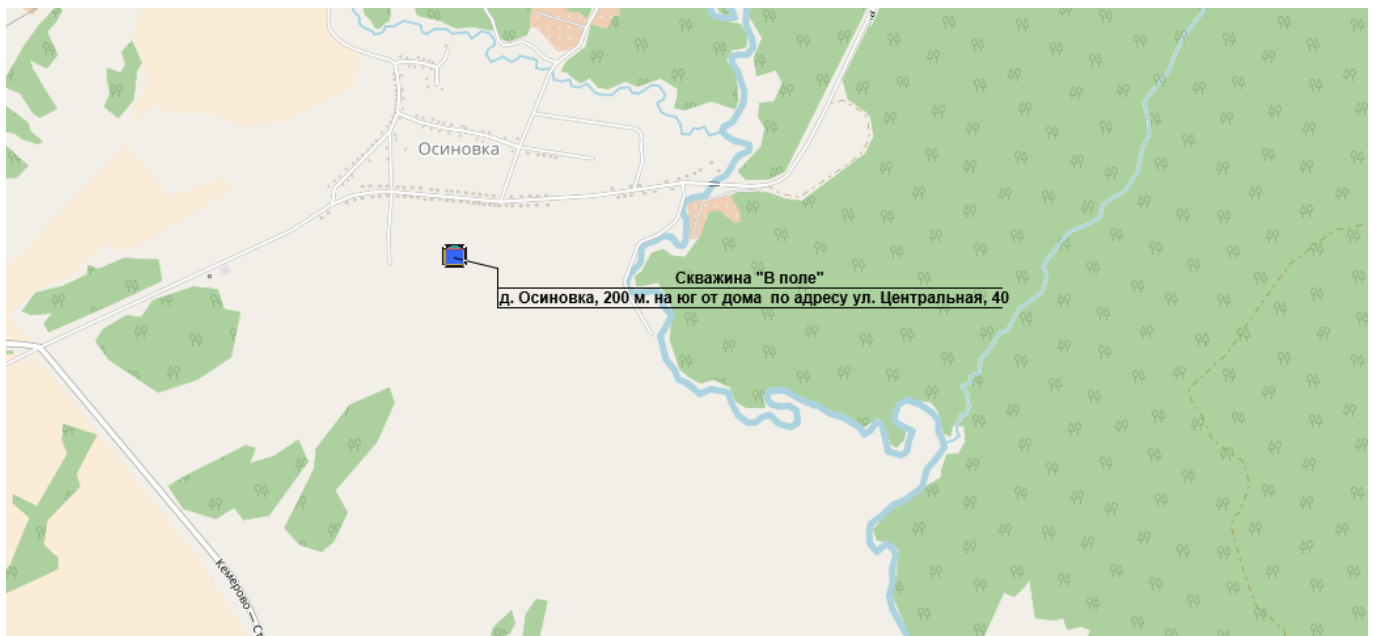 Осиновка
Скважина "В поле"
д. Осиновка, 200 м. на юг от дома по адресу ул. Центральная, 40
Кемерово — Ст